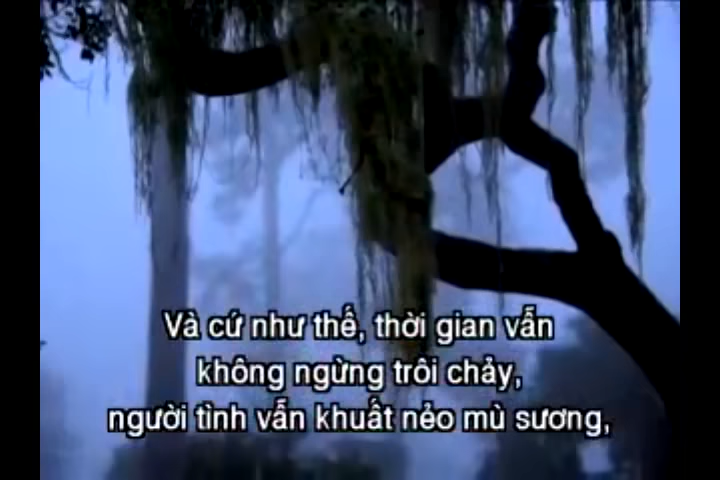 Và cứ như thế, thời gian vẫn
không ngừng trôi chảy,
người tình vẫn khuất nẻo mù sương,